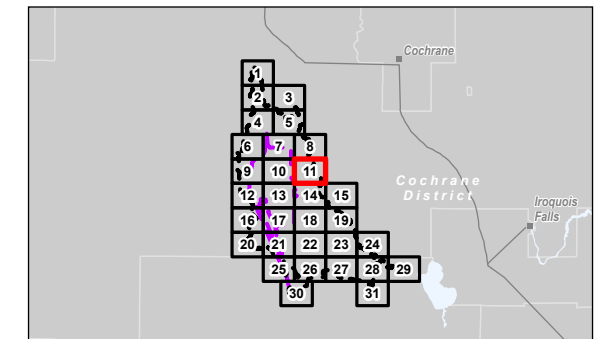 Cochrane
1
2 3
4 5
6 7 8
9 10 11
Cochrane
District
12 13 14 15
Iroquois
Falls
16 17 18 19
20 21 22 23 24
25 26 27 28 29
30 31